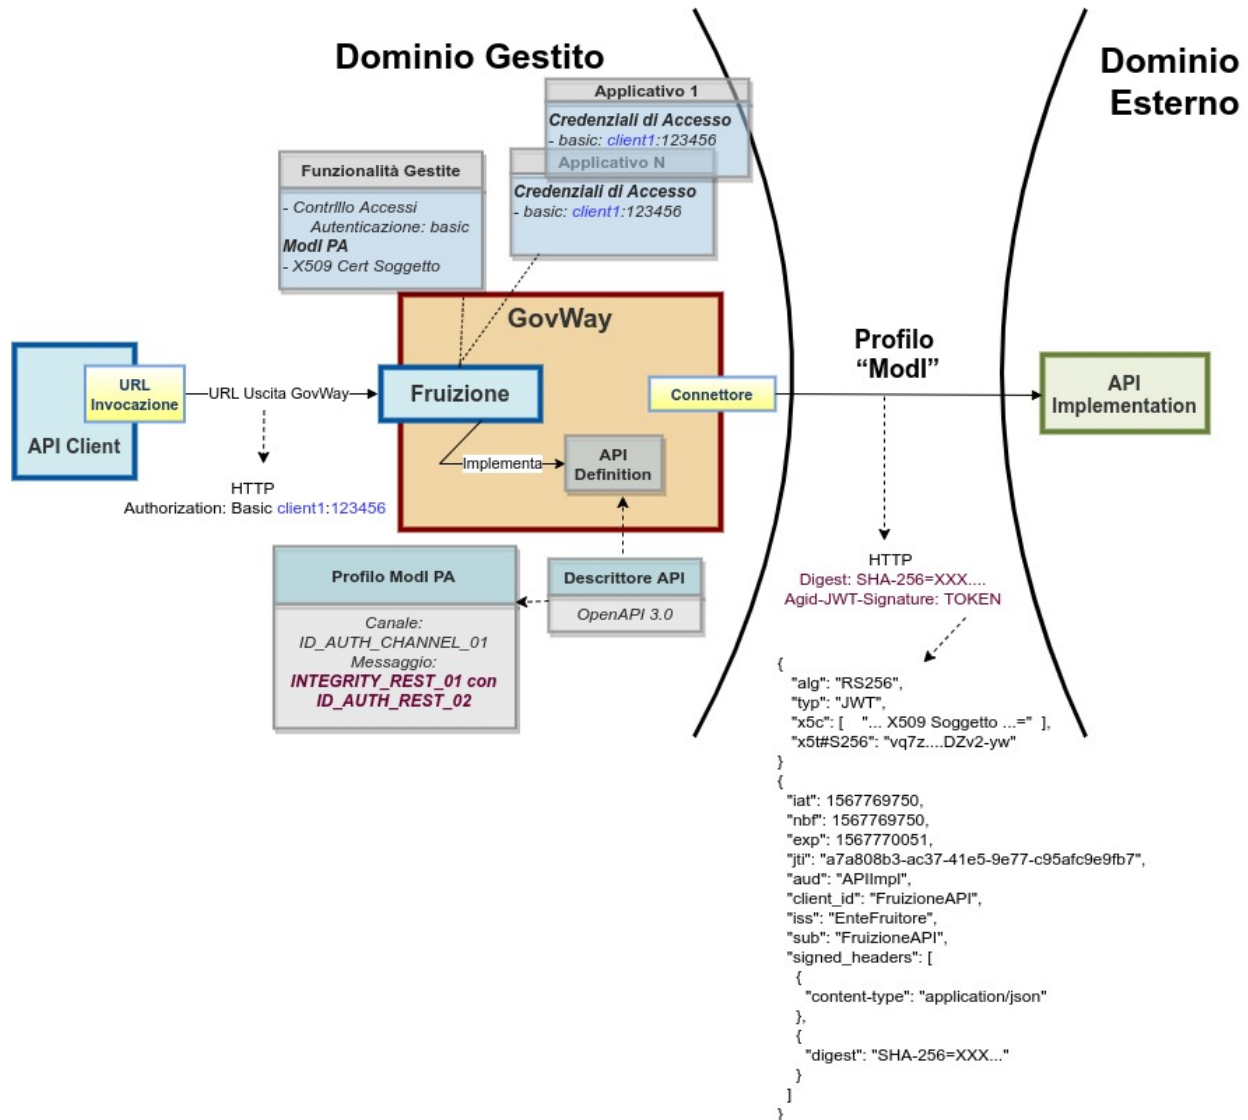 Dominio Gestito
Dominio
Esterno
Applicativo 1
Credenziali di Accesso
- basic: client1:123456
Applicativo N
Credenziali di Accesso
- basic: client1:123456
Funzionalità Gestite
- Contrlllo Accessi
Autenticazione: basic
ModI PA
- X509 Cert Soggetto
GovWay
Profilo
“ModI”
URL
Invocazione
API Client
URL Uscita GovWay
Fruizione
Connettore
API
Implementation
Implementa
API
Definition
HTTP
Authorization: Basic client1:123456
Profilo ModI PA
Canale:
ID_AUTH_CHANNEL_01
Messaggio:
INTEGRITY_REST_01 con
ID_AUTH_REST_02
Descrittore API
OpenAPI 3.0
HTTP
Digest: SHA-256=XXX....
Agid-JWT-Signature: TOKEN
{
"alg": "RS256",
"typ": "JWT",
"x5c": [ "... X509 Soggetto ...=" ],
"x5t#S256": "vq7z....DZv2-yw"
}
{
"iat": 1567769750,
"nbf": 1567769750,
"exp": 1567770051,
"jti": "a7a808b3-ac37-41e5-9e77-c95afc9e9fb7",
"aud": "APIImpl",
"client_id": "FruizioneAPI",
"iss": "EnteFruitore",
"sub": "FruizioneAPI",
"signed_headers": [
{
"content-type": "application/json"
},
{
"digest": "SHA-256=XXX..."
}
]
}